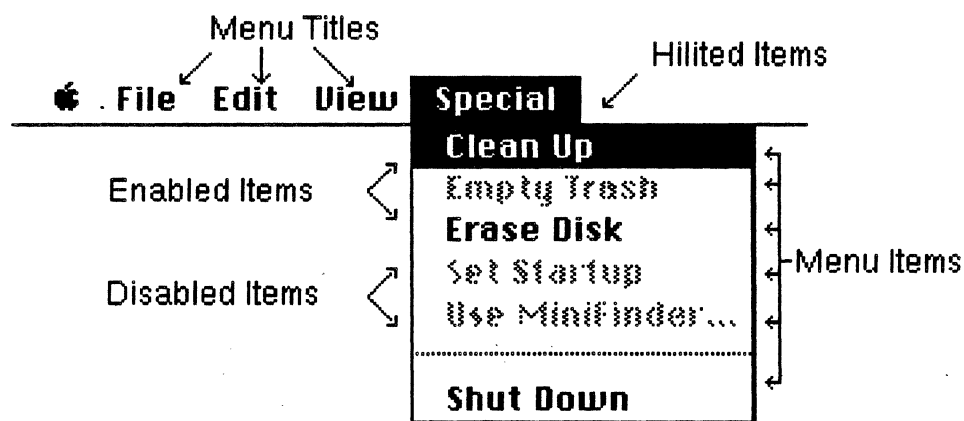 Menu Titles
Hilited Items
File Edit View Special
Clean Up
Enabled Items
Empty Trash
Erase Disk
Set Startup
Menu Items
Disabled Items
Use MiniFinder...
Shut Down